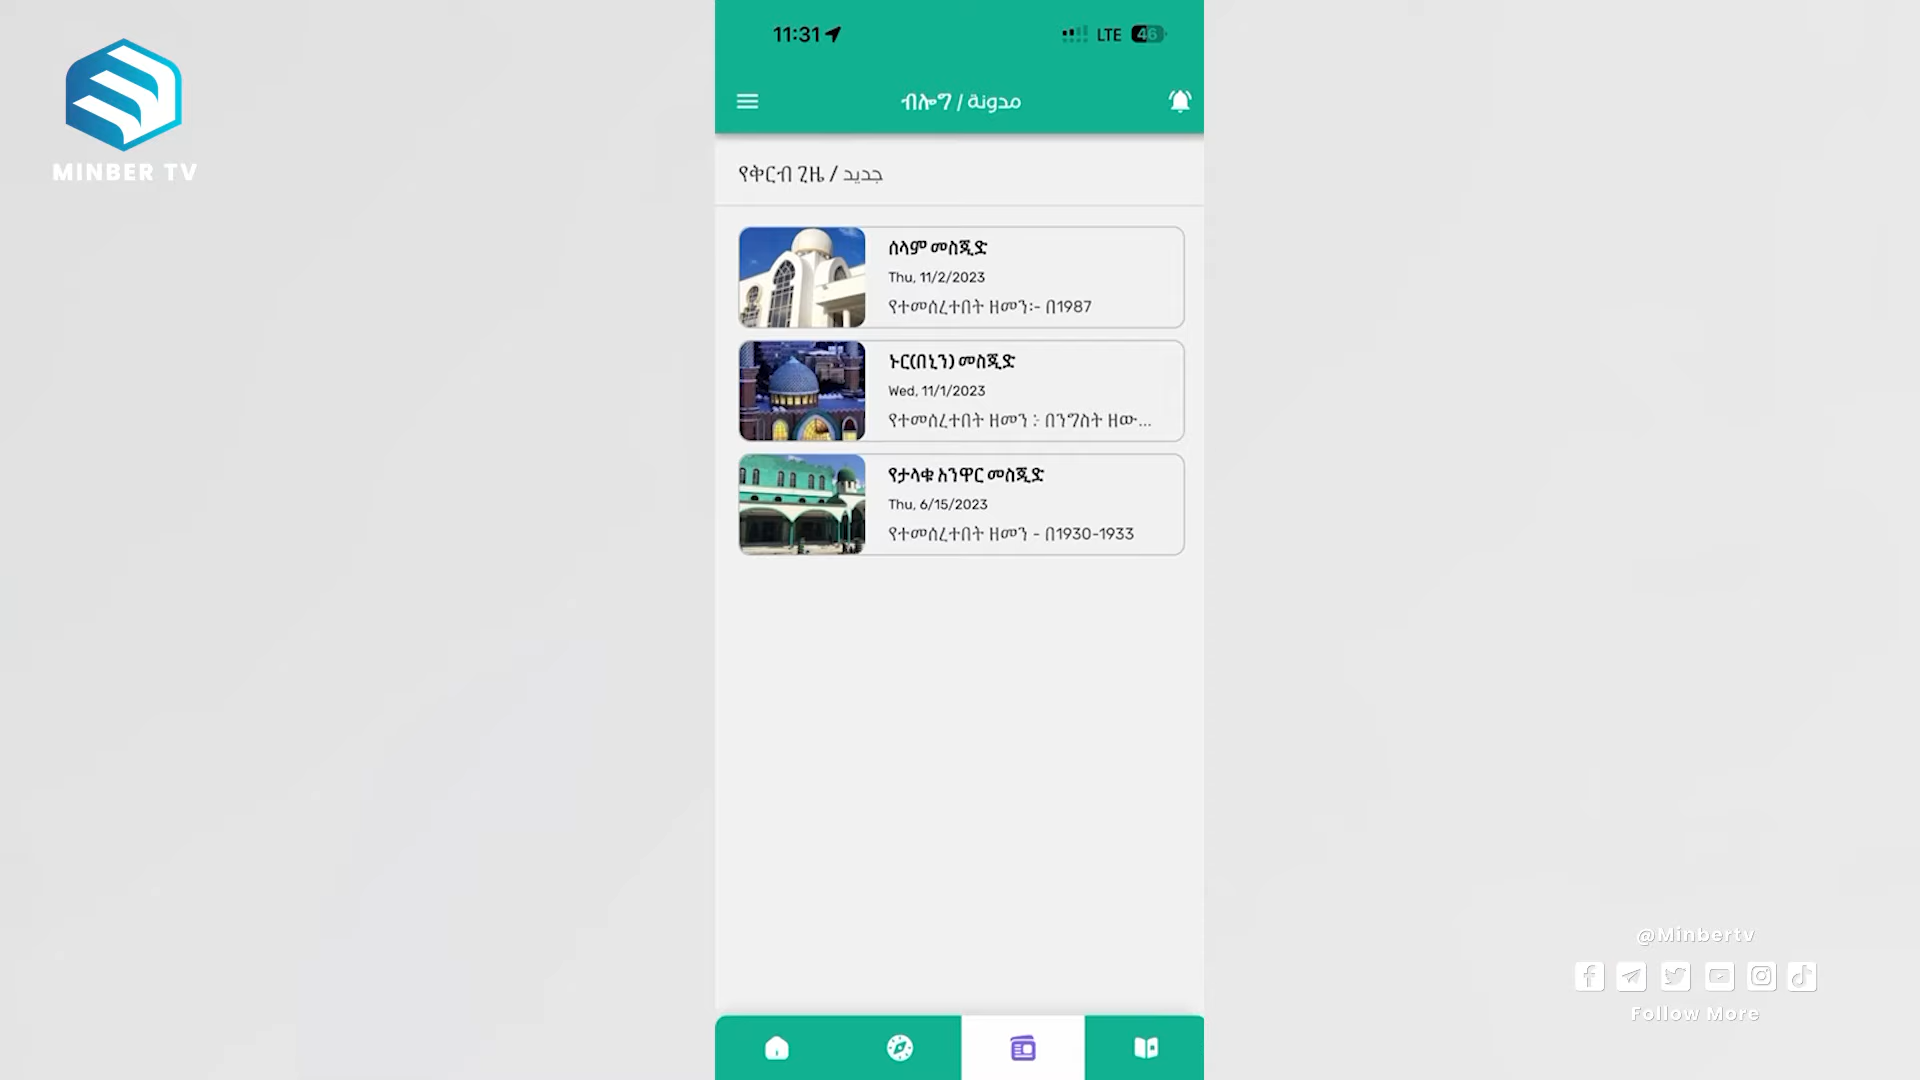 MINBER TV
11:31 LTE 46
ብሎግ / مدونة
የቅርብ ጊዜ / جديد
ሰላም መስጂድ
Thu, 11/2/2023
የተመሰረተበት ዘመን፡- በ1987
ኑር(በኒን) መስጂድ
Wed, 11/1/2023
የተመሰረተበት ዘመን ፡- በንግስት ዘው...
የታላቁ አንዋር መስጂድ
Thu, 6/15/2023
የተመሰረተበት ዘመን - በ1930-1933
@Minbertv
Follow More